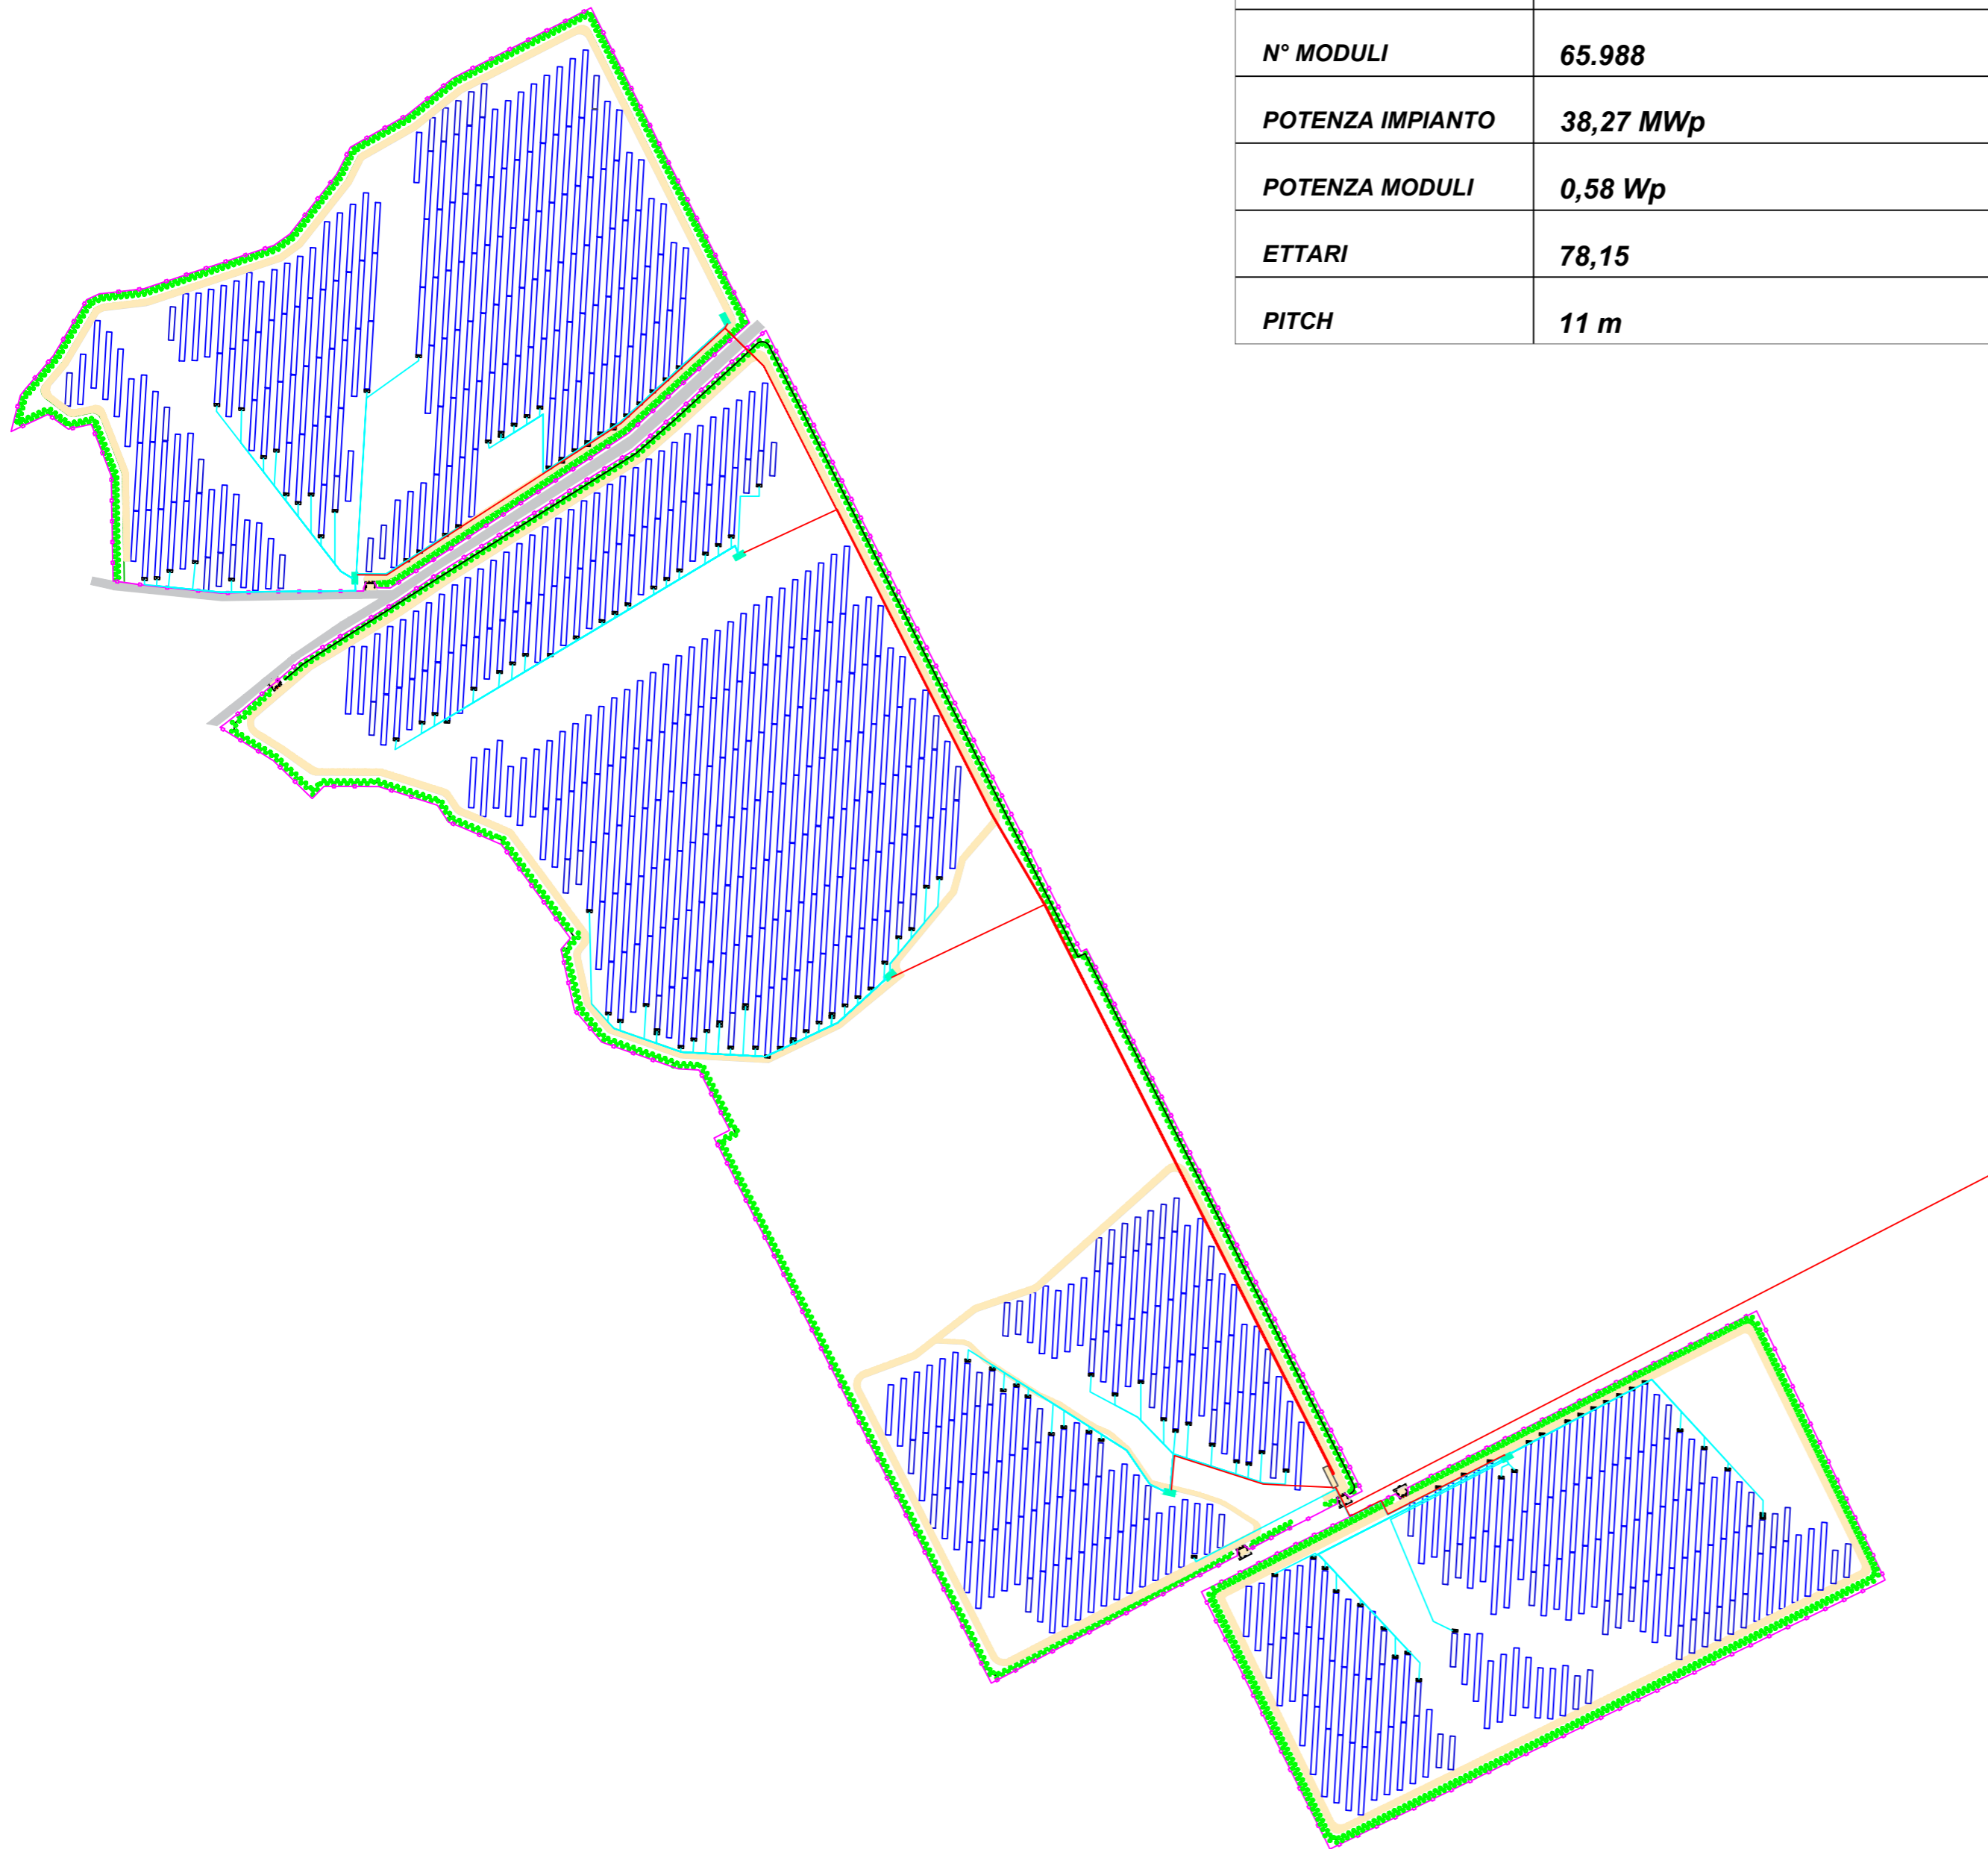 N° MODULI 65.988
POTENZA IMPIANTO 38,27 MWp
POTENZA MODULI 0,58 Wp
ETTARI 78,15
PITCH 11 m